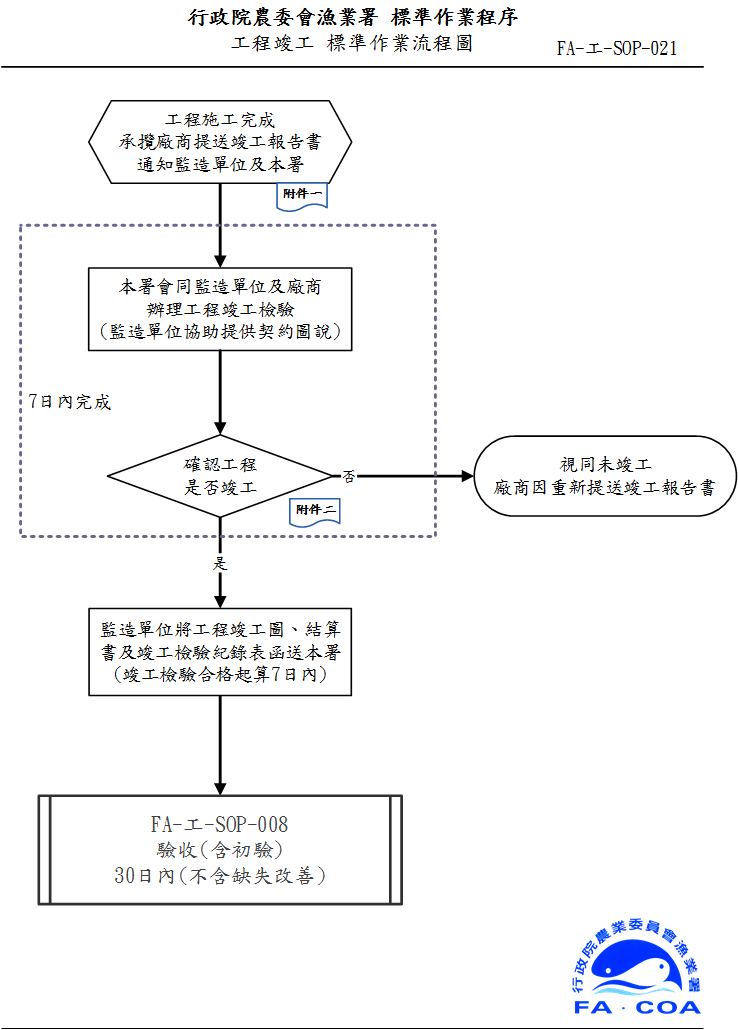 行政院農委會漁業署 標準作業程序
工程竣工 標準作業流程圖
FA-工-SOP-021
工程施工完成
承攬廠商提送竣工報告書
通知監造單位及本署
附件一
本署會同監造單位及廠商
辦理工程竣工檢驗
(監造單位協助提供契約圖說)
7日內完成
確認工程
是否竣工
否
視同未竣工
廠商因重新提送竣工報告書
附件二
是
監造單位將工程竣工圖、結算
書及竣工檢驗紀錄表函送本署
(竣工檢驗合格起算7日內)
FA-工-SOP-008
驗收(含初驗)
30日內(不含缺失改善)
行政院農業委員會漁業署
FA·COA